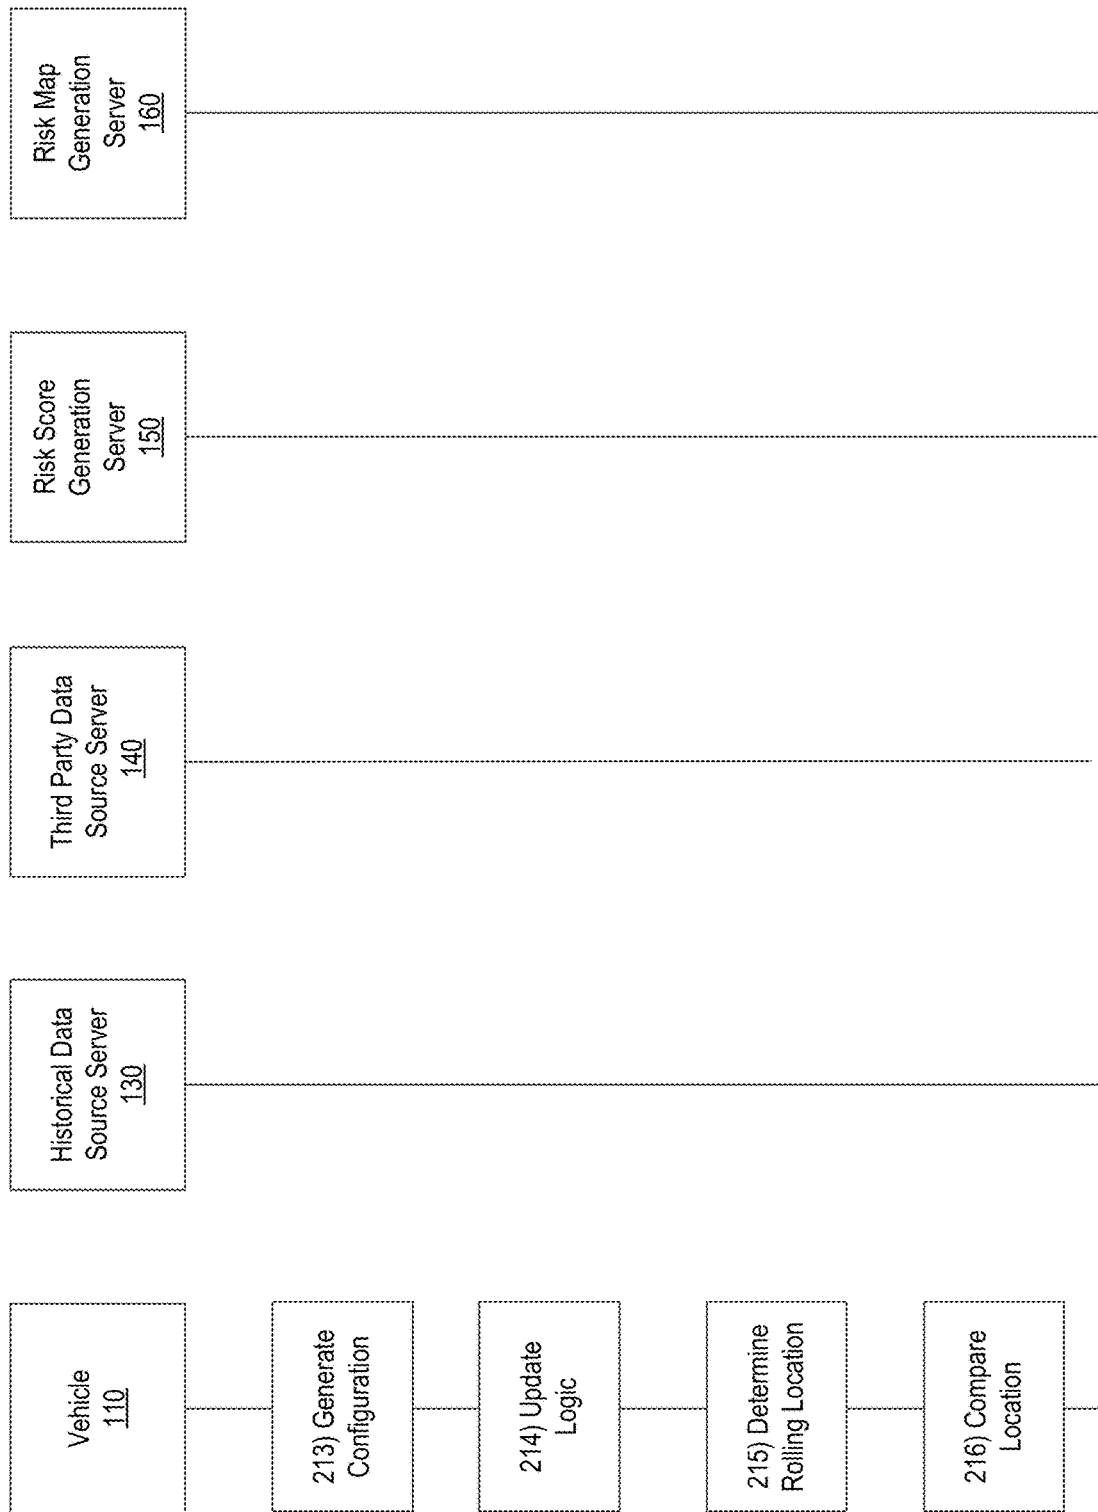 Vehicle
110
Historical Data
Source Server
130
Third Party Data
Source Server
140
Risk Score
Generation
Server
150
Risk Map
Generation
Server
160
213) Generate
Configuration
214) Update
Logic
215) Determine
Rolling Location
216) Compare
Location